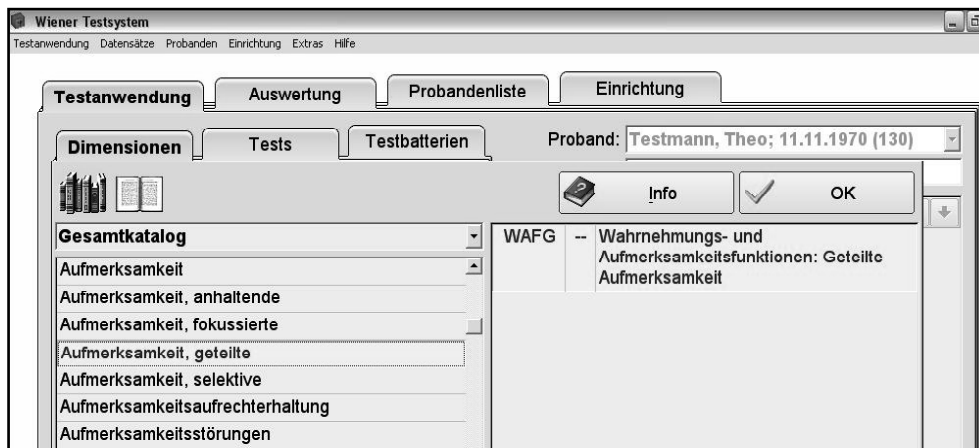 Wiener Testsystem
Testanwendung Datensätze Probanden Einrichtung Extras Hilfe
Testanwendung Auswertung Probandenliste Einrichtung
Dimensionen Tests Testbatterien Proband: Testmann, Theo; 11.11.1970 (130)
Info OK
Gesamtkatalog
WAFG -- Wahrnehmungs- und
Aufmerksamkeitsfunktionen: Geteilte
Aufmerksamkeit
Aufmerksamkeit
Aufmerksamkeit, anhaltende
Aufmerksamkeit, fokussierte
Aufmerksamkeit, geteilte
Aufmerksamkeit, selektive
Aufmerksamkeitsaufrechterhaltung
Aufmerksamkeitsstörungen